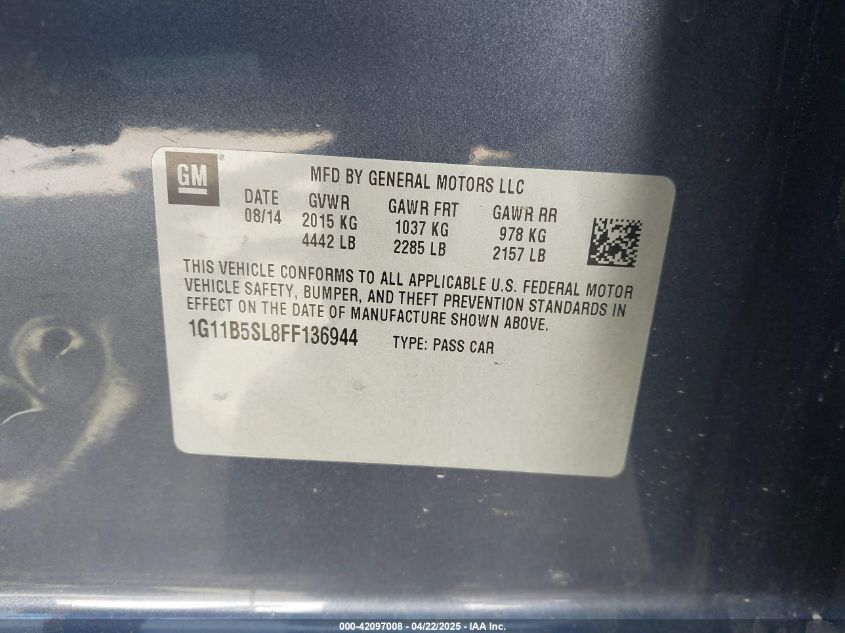 GM ®
MFD BY GENERAL MOTORS LLC
DATE GVWR GAWR FRT GAWR RR
08/14 2015 KG 1037 KG 978 KG
4442 LB 2285 LB 2157 LB
THIS VEHICLE CONFORMS TO ALL APPLICABLE U.S. FEDERAL MOTOR
VEHICLE SAFETY, BUMPER, AND THEFT PREVENTION STANDARDS IN
EFFECT ON THE DATE OF MANUFACTURE SHOWN ABOVE.
1G11B5SL8FF136944 TYPE: PASS CAR
000-42097008 - 04/22/2025 - IAA Inc.